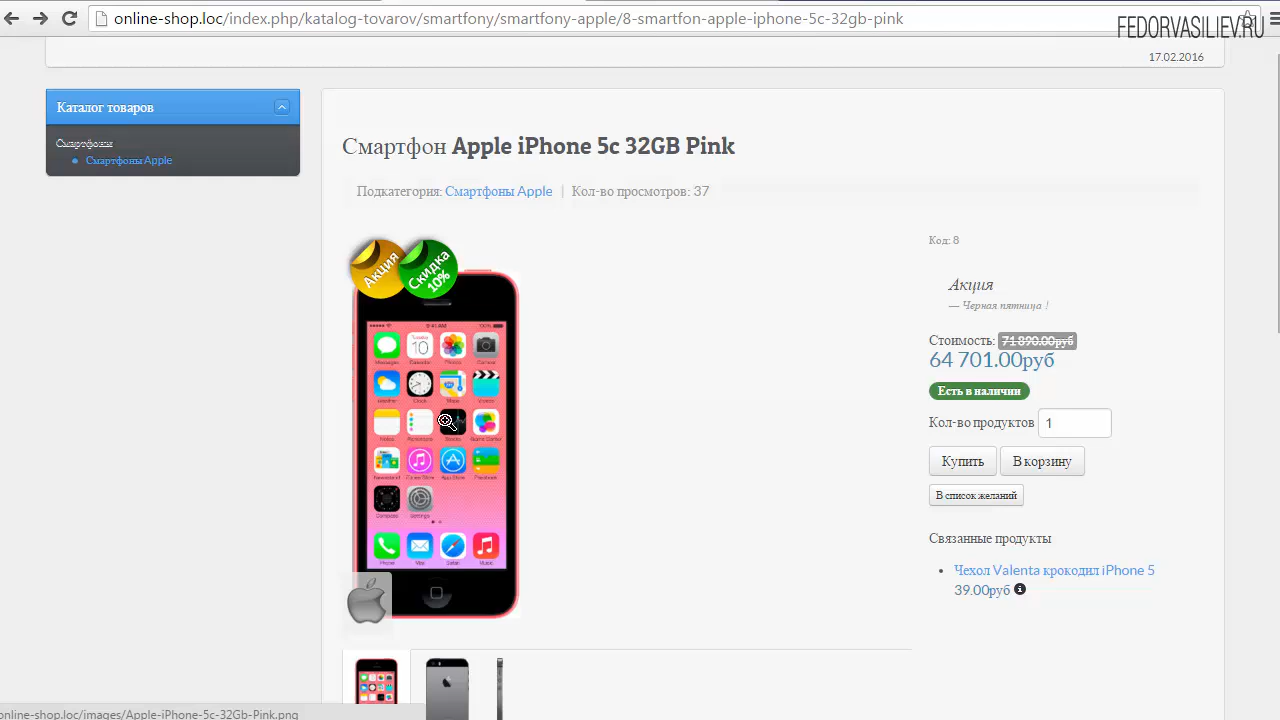 online-shop.loc/index.php/katalog-tovarov/smartfony/smartfony-apple/8-smartfon-apple-iphone-5c-32gb-pink
FEDORVASILIEV.RU
17.02.2016
Каталог товаров
Смартфоны
Смартфоны Apple
Смартфон Apple iPhone 5c 32GB Pink
Подкатегория: Смартфоны Apple | Кол-во просмотров: 37
Акция
Скидка 10%
Код: 8
Акция
— Черная пятница !
Стоимость: 71 890.00руб
64 701.00руб
Есть в наличии
Кол-во продуктов 1
Купить
В корзину
В список желаний
Связанные продукты
Чехол Valenta крокодил iPhone 5
39.00руб
9:41 AM
100%
online-shop.loc/images/Apple-iPhone-5c-32Gb-Pink.png